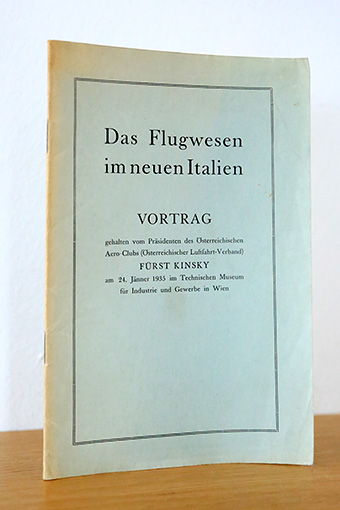 Das Flugwesen
im neuen Italien
VORTRAG
gehalten vom Präsidenten des Österreichischen
Aero-Clubs (Österreichischer Luftfahrt-Verband)
FÜRST KINSKY
am 24. Jänner 1935 im Technischen Museum
für Industrie und Gewerbe in Wien